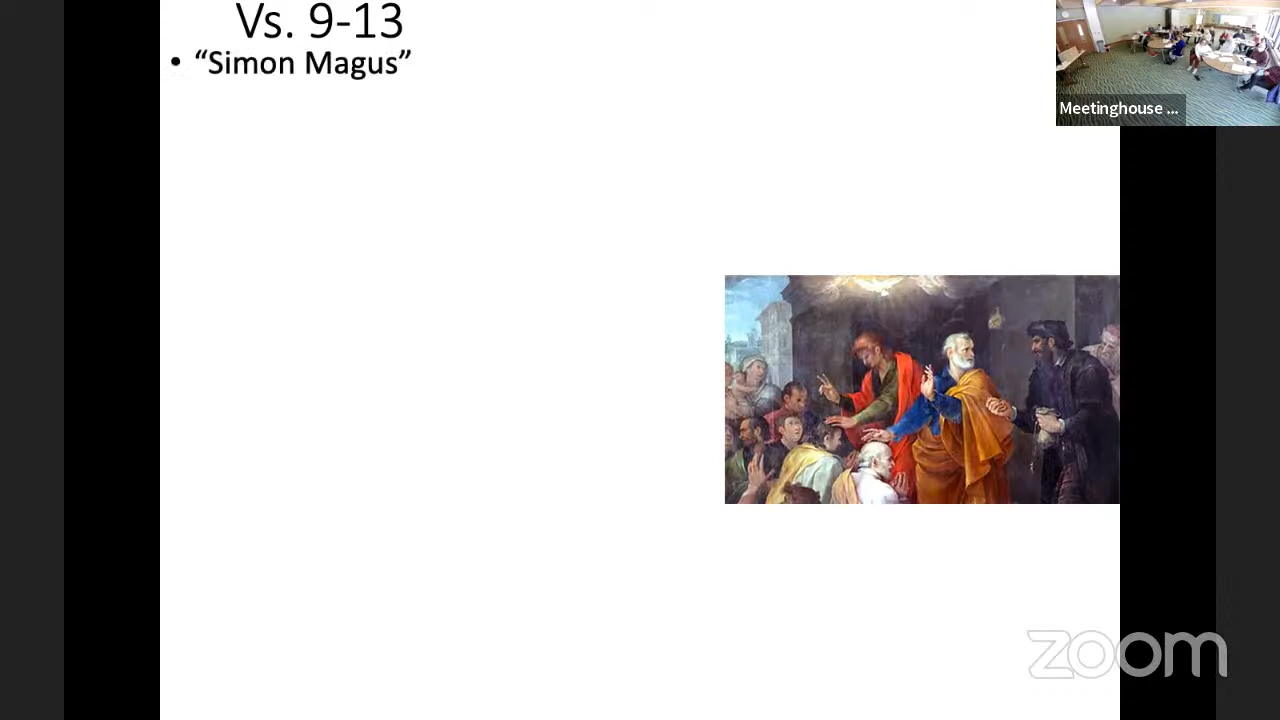 Vs. 9-13
• “Simon Magus”
Meetinghouse ...
zoom